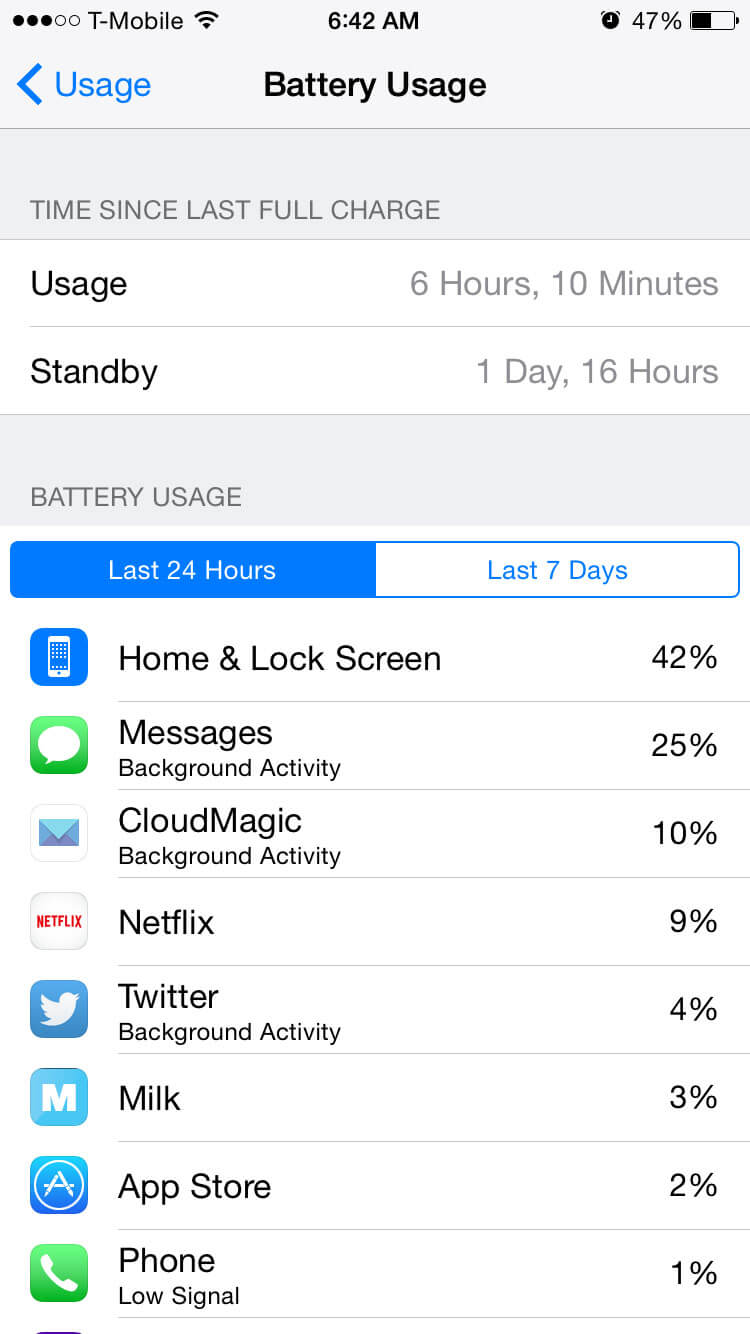 T-Mobile 6:42 AM 47%
Usage Battery Usage
TIME SINCE LAST FULL CHARGE
Usage 6 Hours, 10 Minutes
Standby 1 Day, 16 Hours
BATTERY USAGE
Last 24 Hours Last 7 Days
Home & Lock Screen 42%
Messages 25%
Background Activity
CloudMagic 10%
Background Activity
NETFLIX Netflix 9%
Twitter 4%
Background Activity
M Milk 3%
App Store 2%
Phone 1%
Low Signal